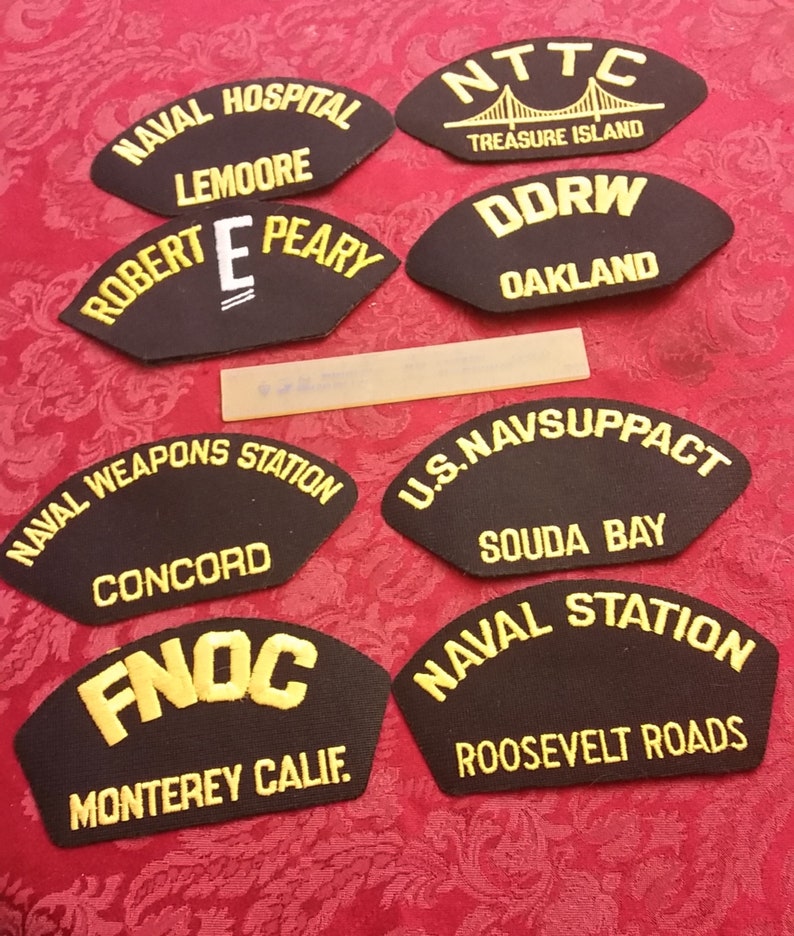 NAVAL HOSPITAL
LEMOORE
NTTC
TREASURE ISLAND
ROBERT E PEARY
DDRW
OAKLAND
NAVAL WEAPONS STATION
CONCORD
U.S. NAVSUPPACT
SOUDA BAY
FNOC
MONTEREY CALIF.
NAVAL STATION
ROOSEVELT ROADS